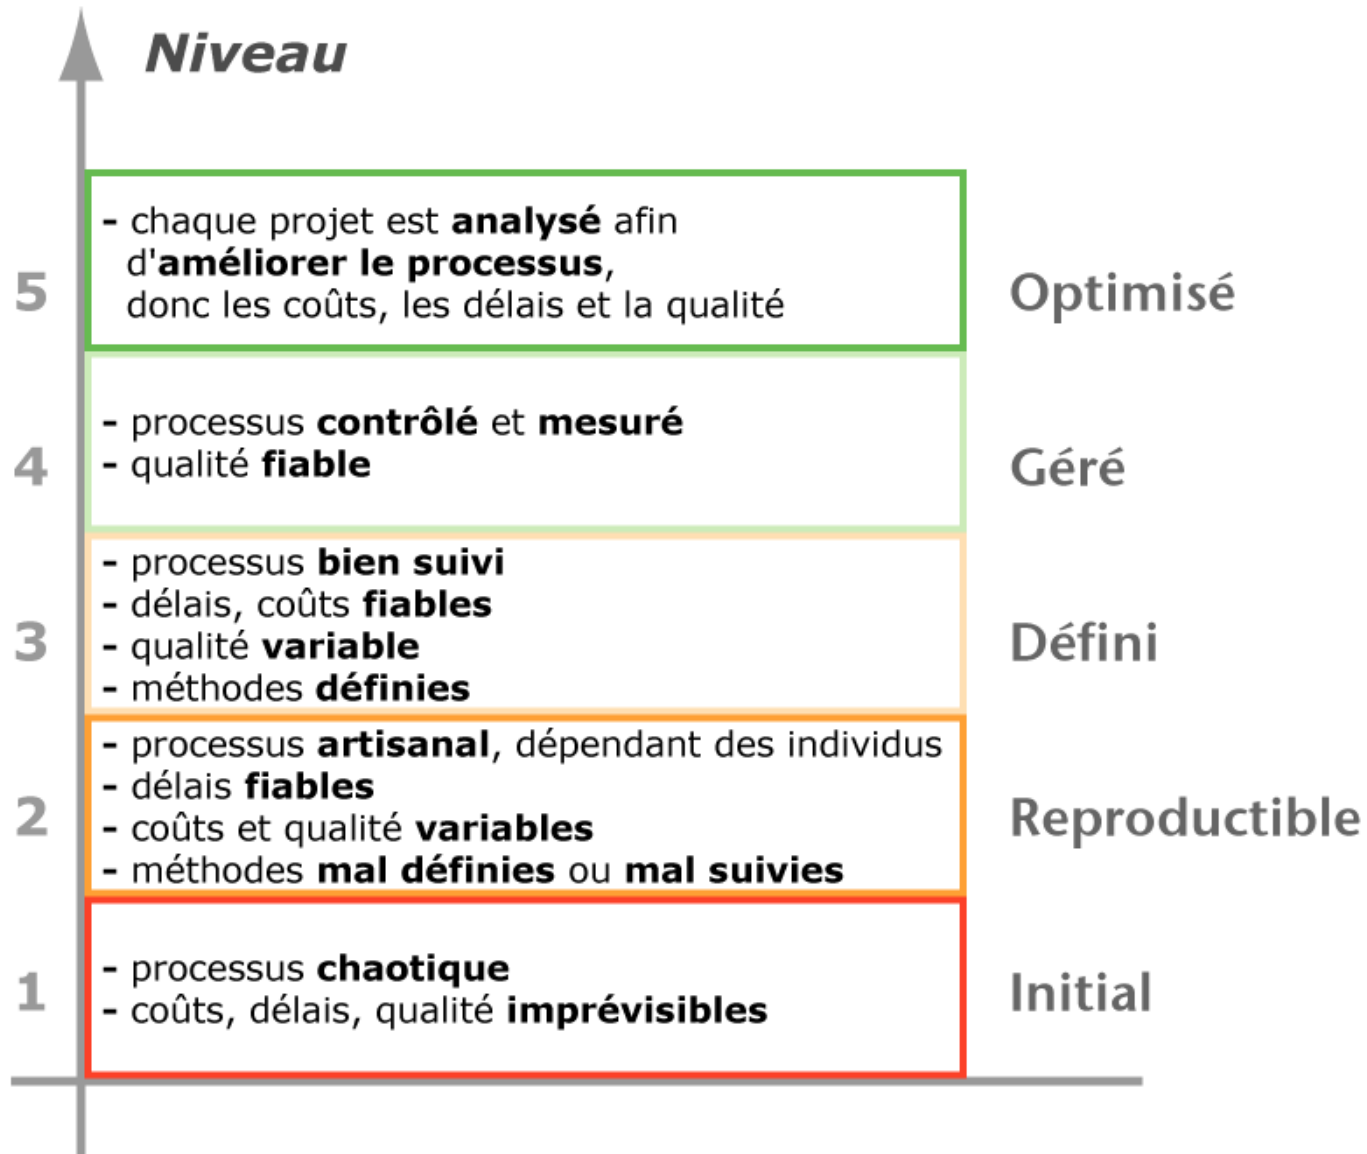 Niveau
5
- chaque projet est analysé afin
d'améliorer le processus,
donc les coûts, les délais et la qualité
Optimisé
4
- processus contrôlé et mesuré
- qualité fiable
Géré
3
- processus bien suivi
- délais, coûts fiables
- qualité variable
- méthodes définies
Défini
2
- processus artisanal, dépendant des individus
- délais fiables
- coûts et qualité variables
- méthodes mal définies ou mal suivies
Reproductible
1
- processus chaotique
- coûts, délais, qualité imprévisibles
Initial